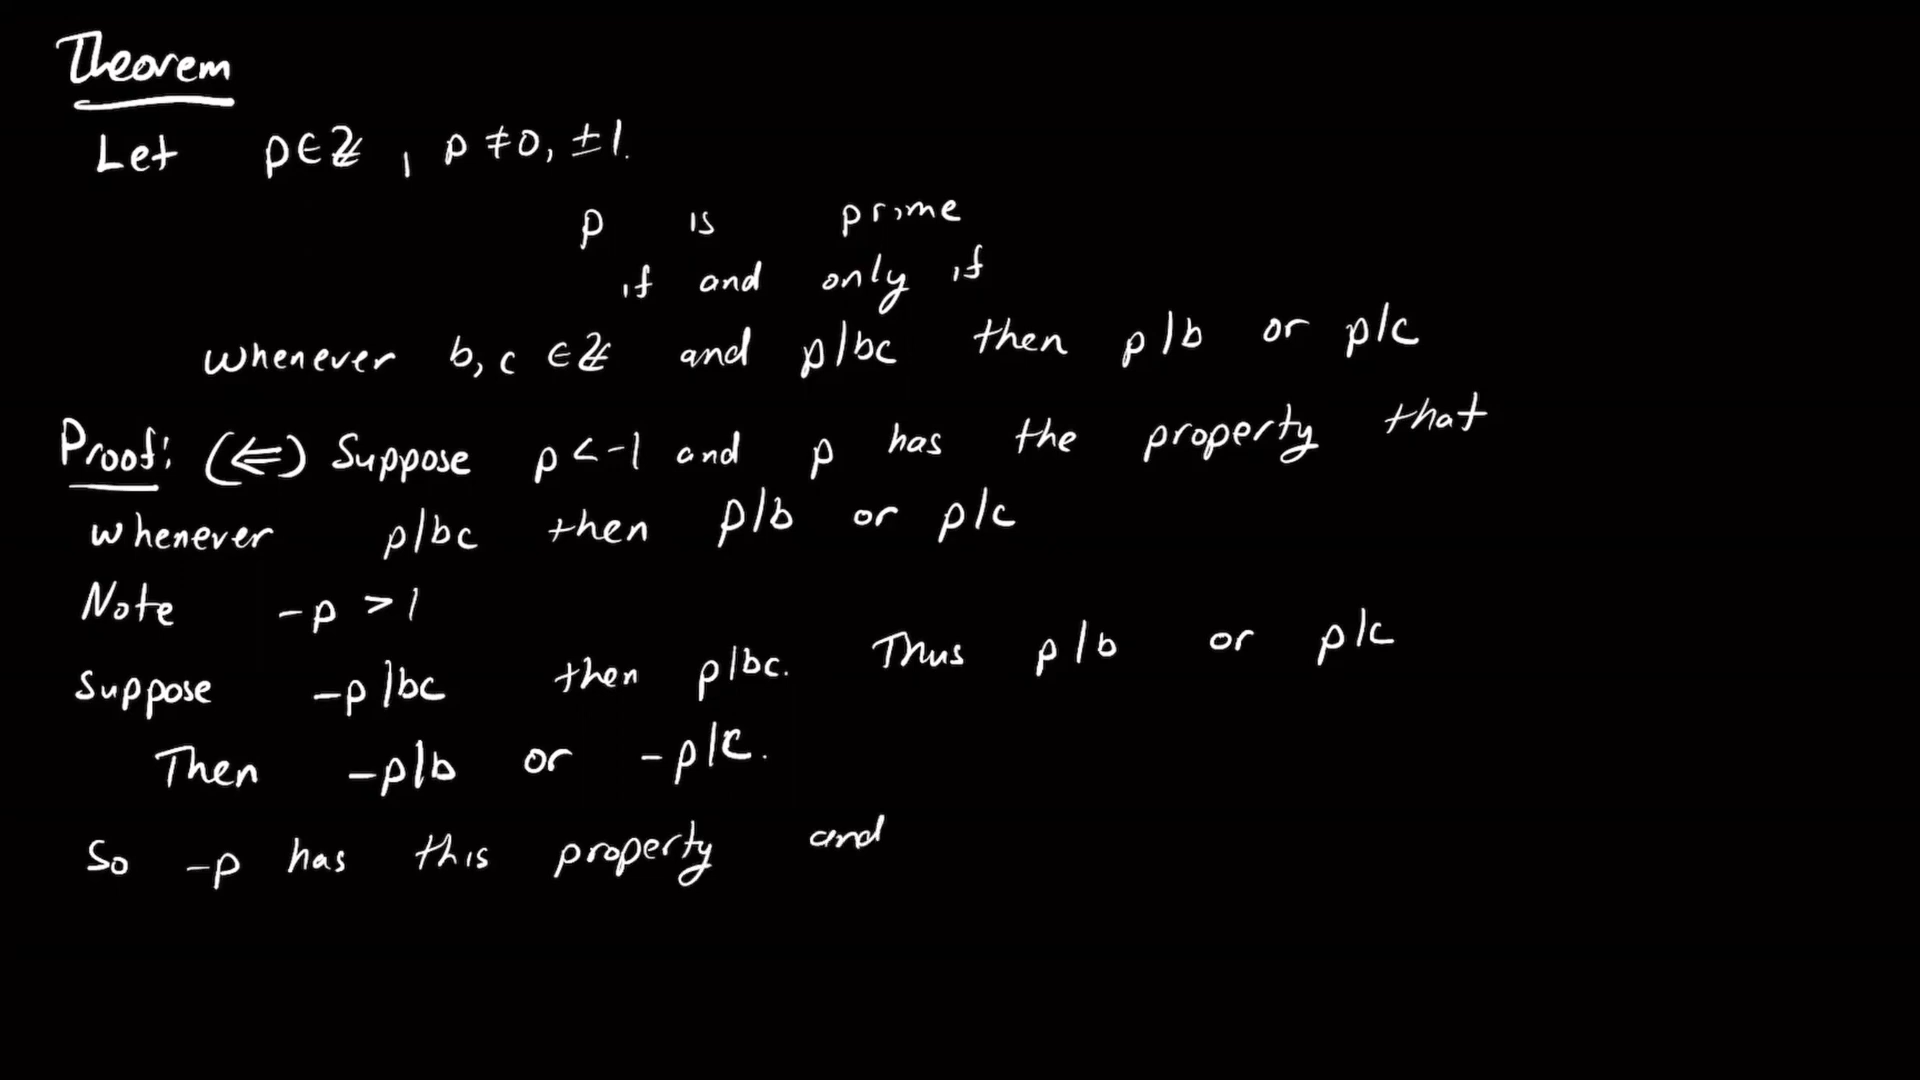 Theorem
Let p∈ℤ, p≠0, ±1.
p is prime
if and only if
whenever b, c ∈ℤ and p|bc then p|b or p|c
Proof: (⇐) Suppose p<-1 and p has the property that
whenever p|bc then p|b or p|c
Note -p >1
Suppose -p|bc then p|bc. Thus p|b or p|c
Then -p|b or -p|c.
So -p has this property and